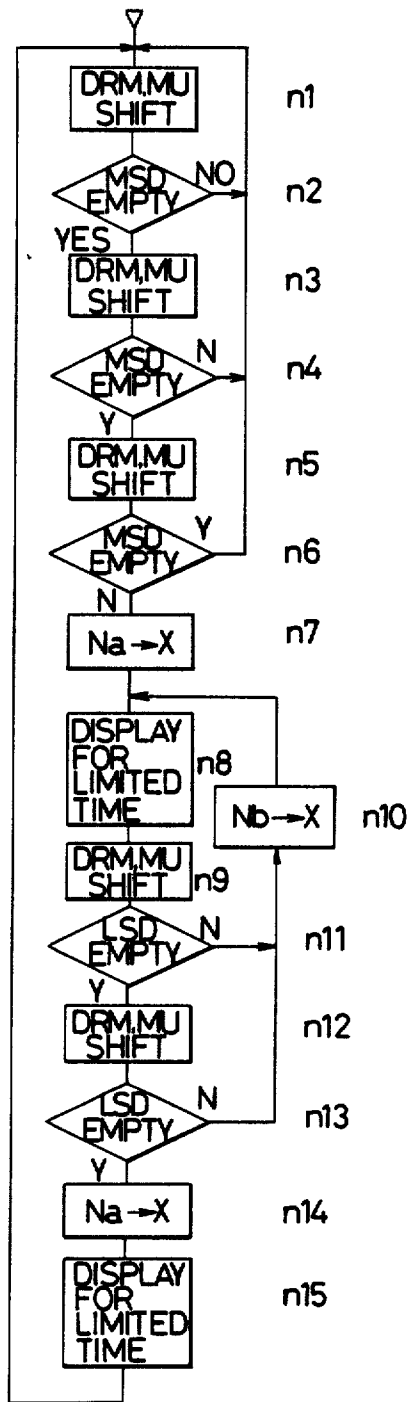 DRM,MU
SHIFT
n1
MSD
EMPTY
NO
n2
YES
DRM,MU
SHIFT
n3
MSD
EMPTY
N
n4
Y
DRM,MU
SHIFT
n5
MSD
EMPTY
Y
n6
N
Na→X
n7
DISPLAY
FOR
LIMITED
TIME
n8
Nb→X
n10
DRM,MU
SHIFT
n9
LSD
EMPTY
N
n11
Y
DRM,MU
SHIFT
n12
LSD
EMPTY
N
n13
Y
Na→X
n14
DISPLAY
FOR
LIMITED
TIME
n15